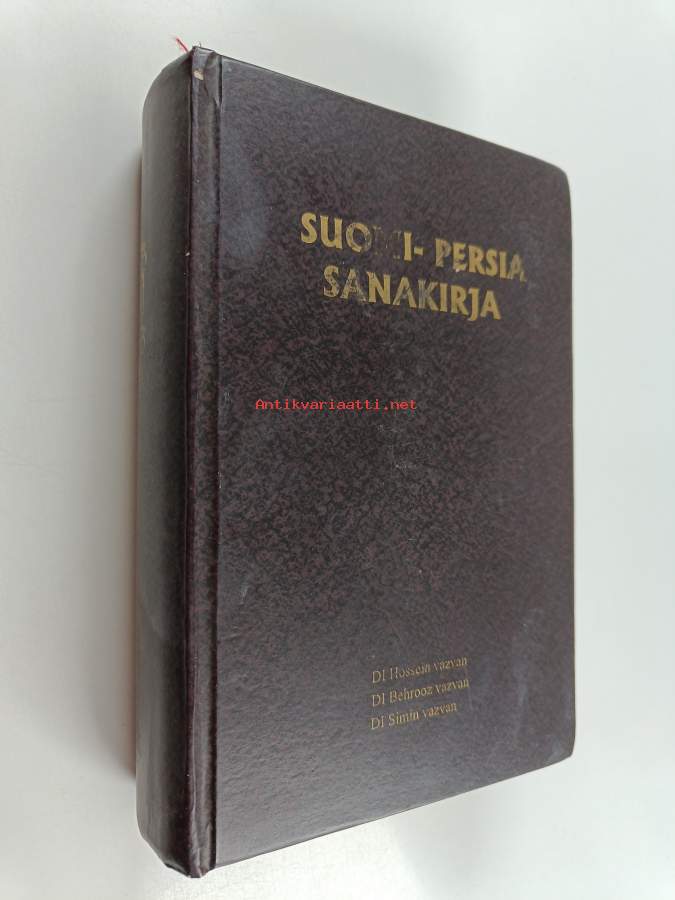 SUOMI- PERSIA
SANAKIRJA
Antikvariaatti.net
DI Hossein vazvan
DI Behrooz vazvan
DI Simin vazvan